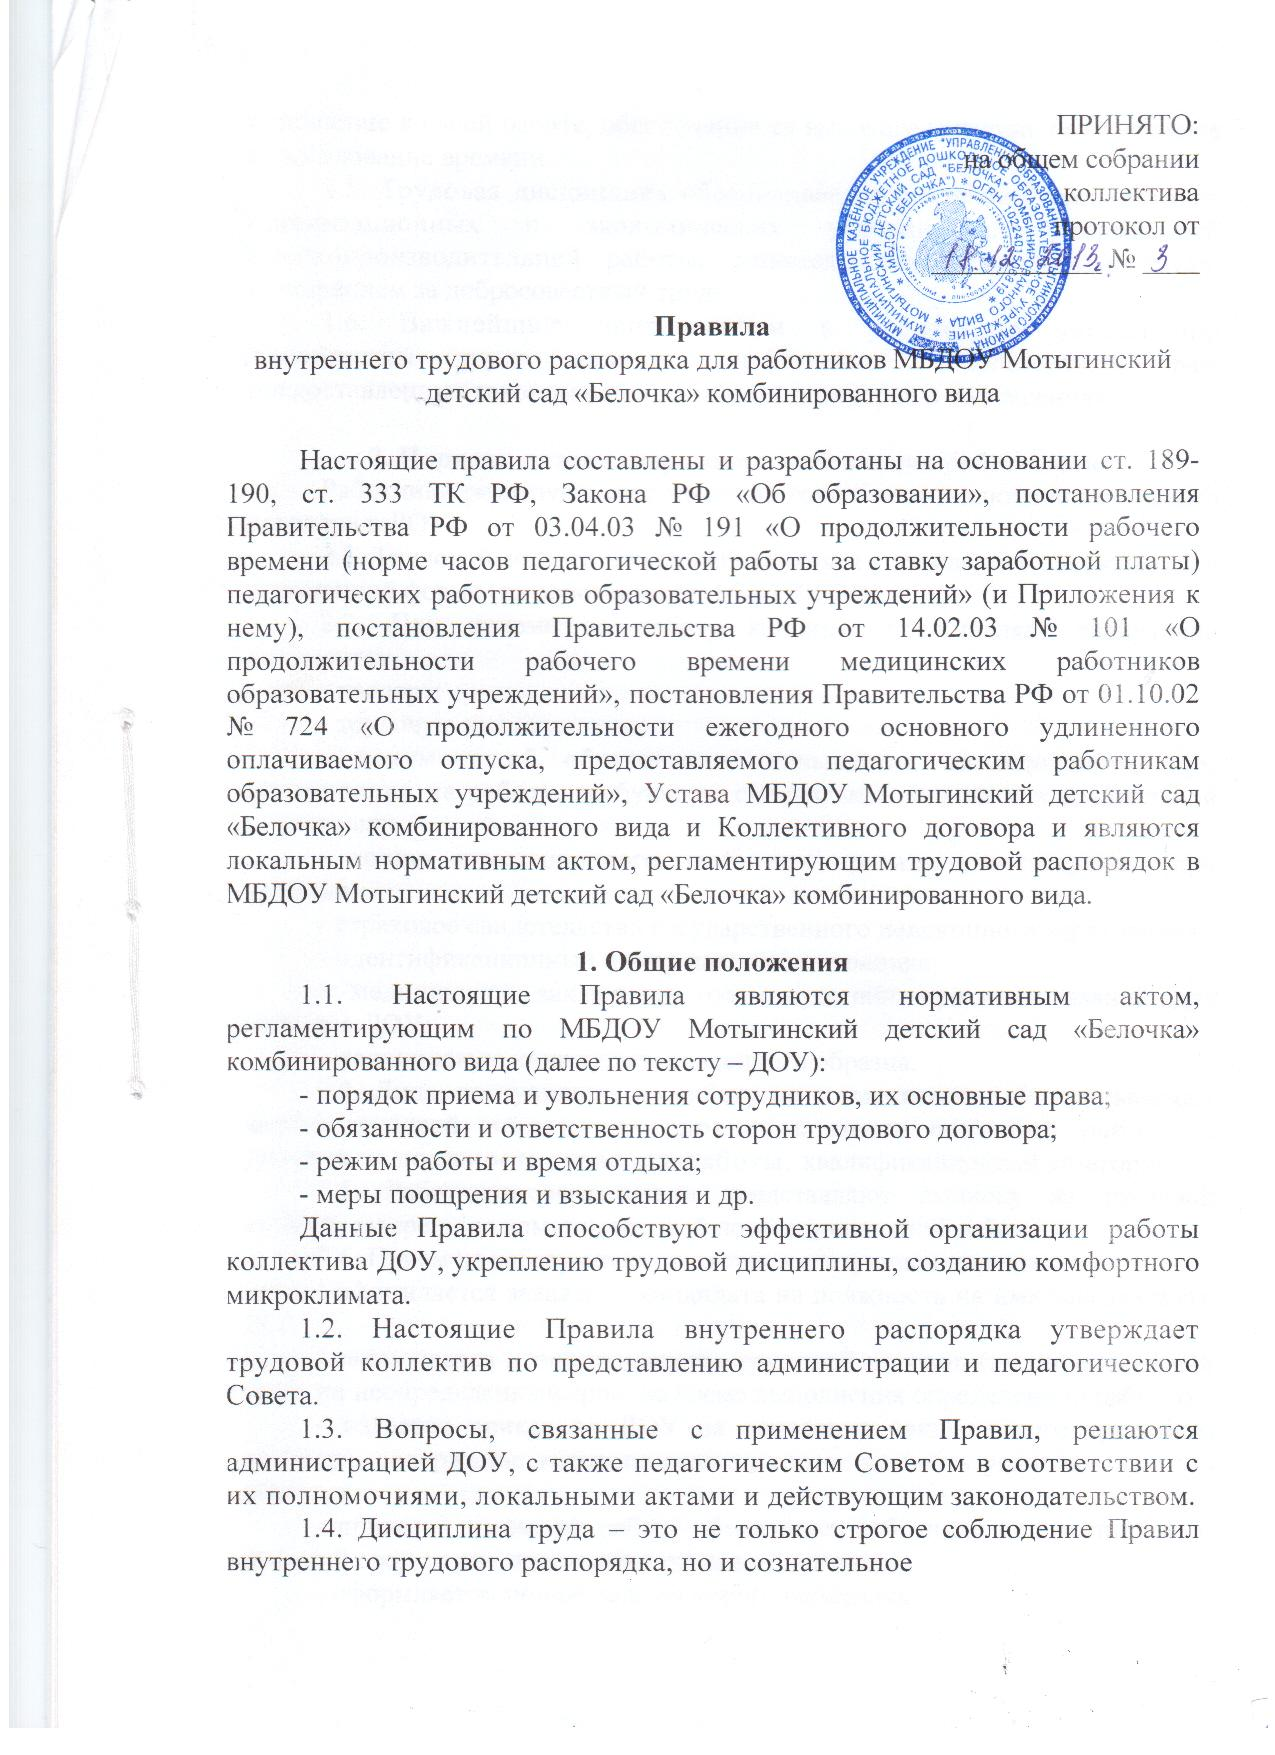 ПРИНЯТО:
на общем собрании
коллектива
протокол от
18.12.2013г. № 3
Правила
внутреннего трудового распорядка для работников МБДОУ Мотыгинский
детский сад «Белочка» комбинированного вида
Настоящие правила составлены и разработаны на основании ст. 189-
190, ст. 333 ТК РФ, Закона РФ «Об образовании», постановления
Правительства РФ от 03.04.03 № 191 «О продолжительности рабочего
времени (норме часов педагогической работы за ставку заработной платы)
педагогических работников образовательных учреждений» (и Приложения к
нему), постановления Правительства РФ от 14.02.03 № 101 «О
продолжительности рабочего времени медицинских работников
образовательных учреждений», постановления Правительства РФ от 01.10.02
№ 724 «О продолжительности ежегодного основного удлиненного
оплачиваемого отпуска, предоставляемого педагогическим работникам
образовательных учреждений», Устава МБДОУ Мотыгинский детский сад
«Белочка» комбинированного вида и Коллективного договора и являются
локальным нормативным актом, регламентирующим трудовой распорядок в
МБДОУ Мотыгинский детский сад «Белочка» комбинированного вида.
1. Общие положения
1.1. Настоящие Правила являются нормативным актом,
регламентирующим по МБДОУ Мотыгинский детский сад «Белочка»
комбинированного вида (далее по тексту – ДОУ):
- порядок приема и увольнения сотрудников, их основные права;
- обязанности и ответственность сторон трудового договора;
- режим работы и время отдыха;
- меры поощрения и взыскания и др.
Данные Правила способствуют эффективной организации работы
коллектива ДОУ, укреплению трудовой дисциплины, созданию комфортного
микроклимата.
1.2. Настоящие Правила внутреннего распорядка утверждает
трудовой коллектив по представлению администрации и педагогического
Совета.
1.3. Вопросы, связанные с применением Правил, решаются
администрацией ДОУ, с также педагогическим Советом в соответствии с
их полномочиями, локальными актами и действующим законодательством.
1.4. Дисциплина труда – это не только строгое соблюдение Правил
внутреннего трудового распорядка, но и сознательное